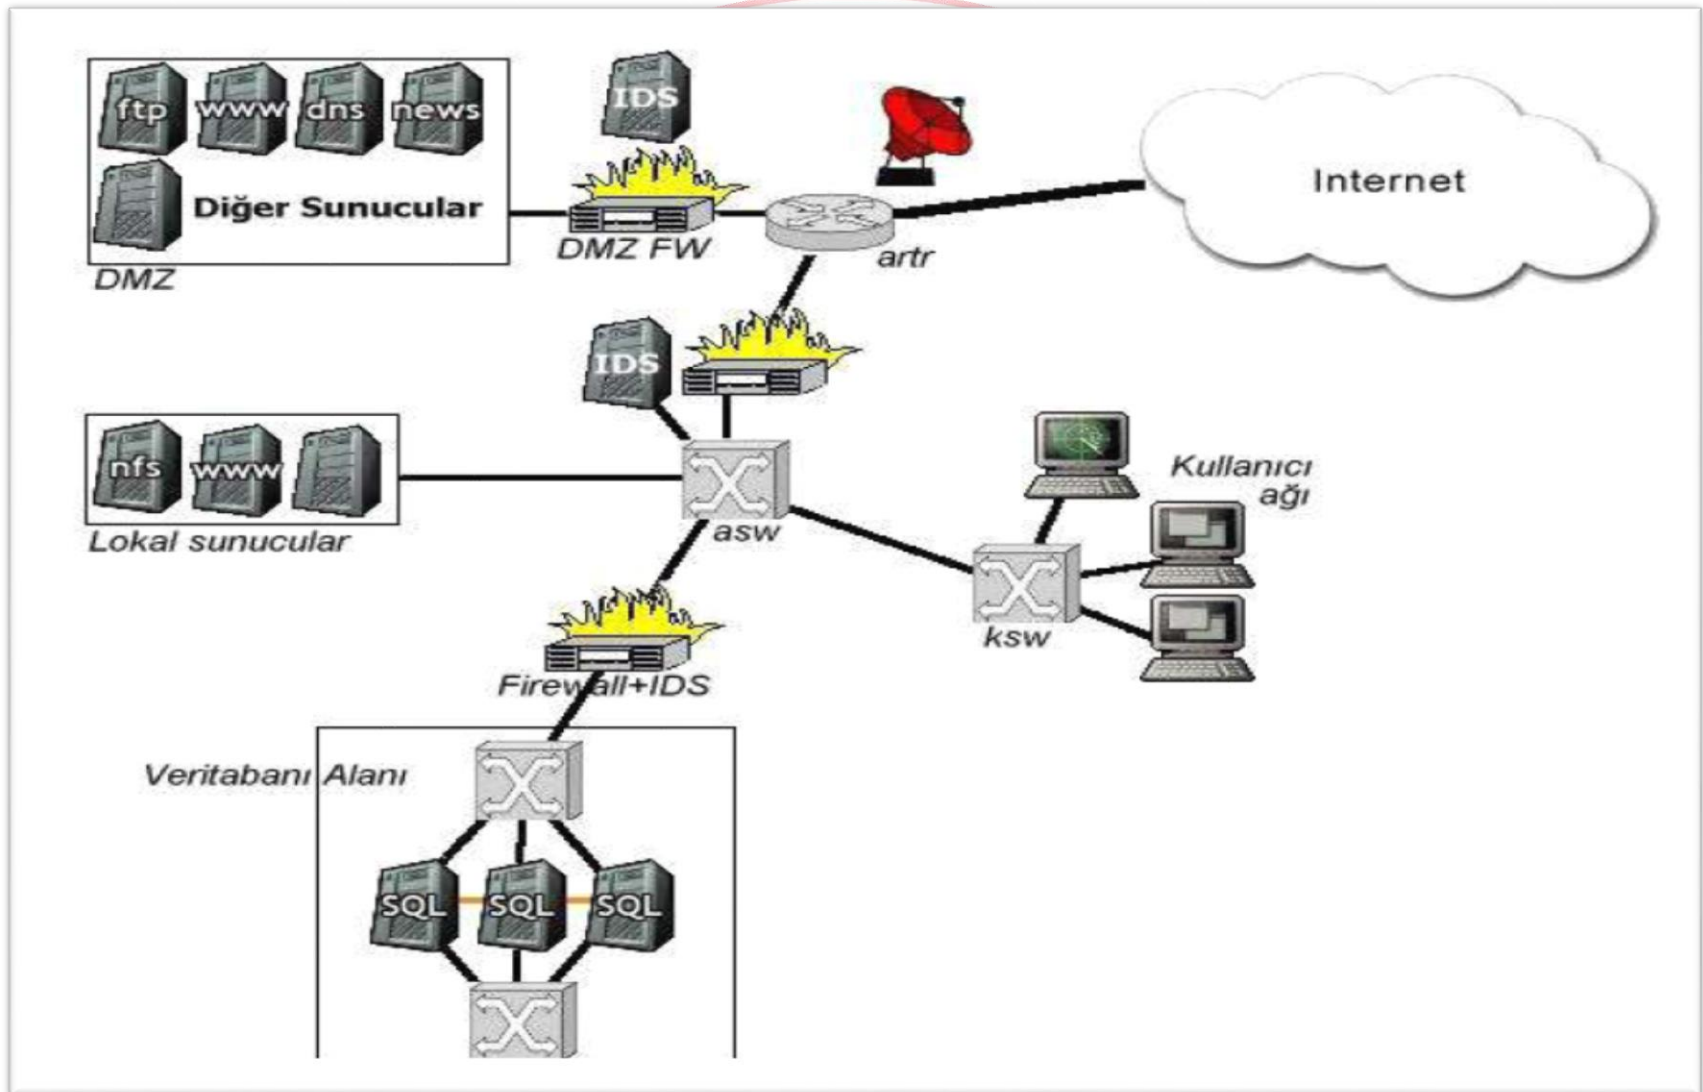 ftp
www
dns
news
Diğer Sunucular
DMZ
IDS
DMZ FW
artr
Internet
IDS
nfs
www
Lokal sunucular
asw
Kullanıcı
ağı
ksw
Firewall+IDS
Veritabanı Alanı
SQL
SQL
SQL